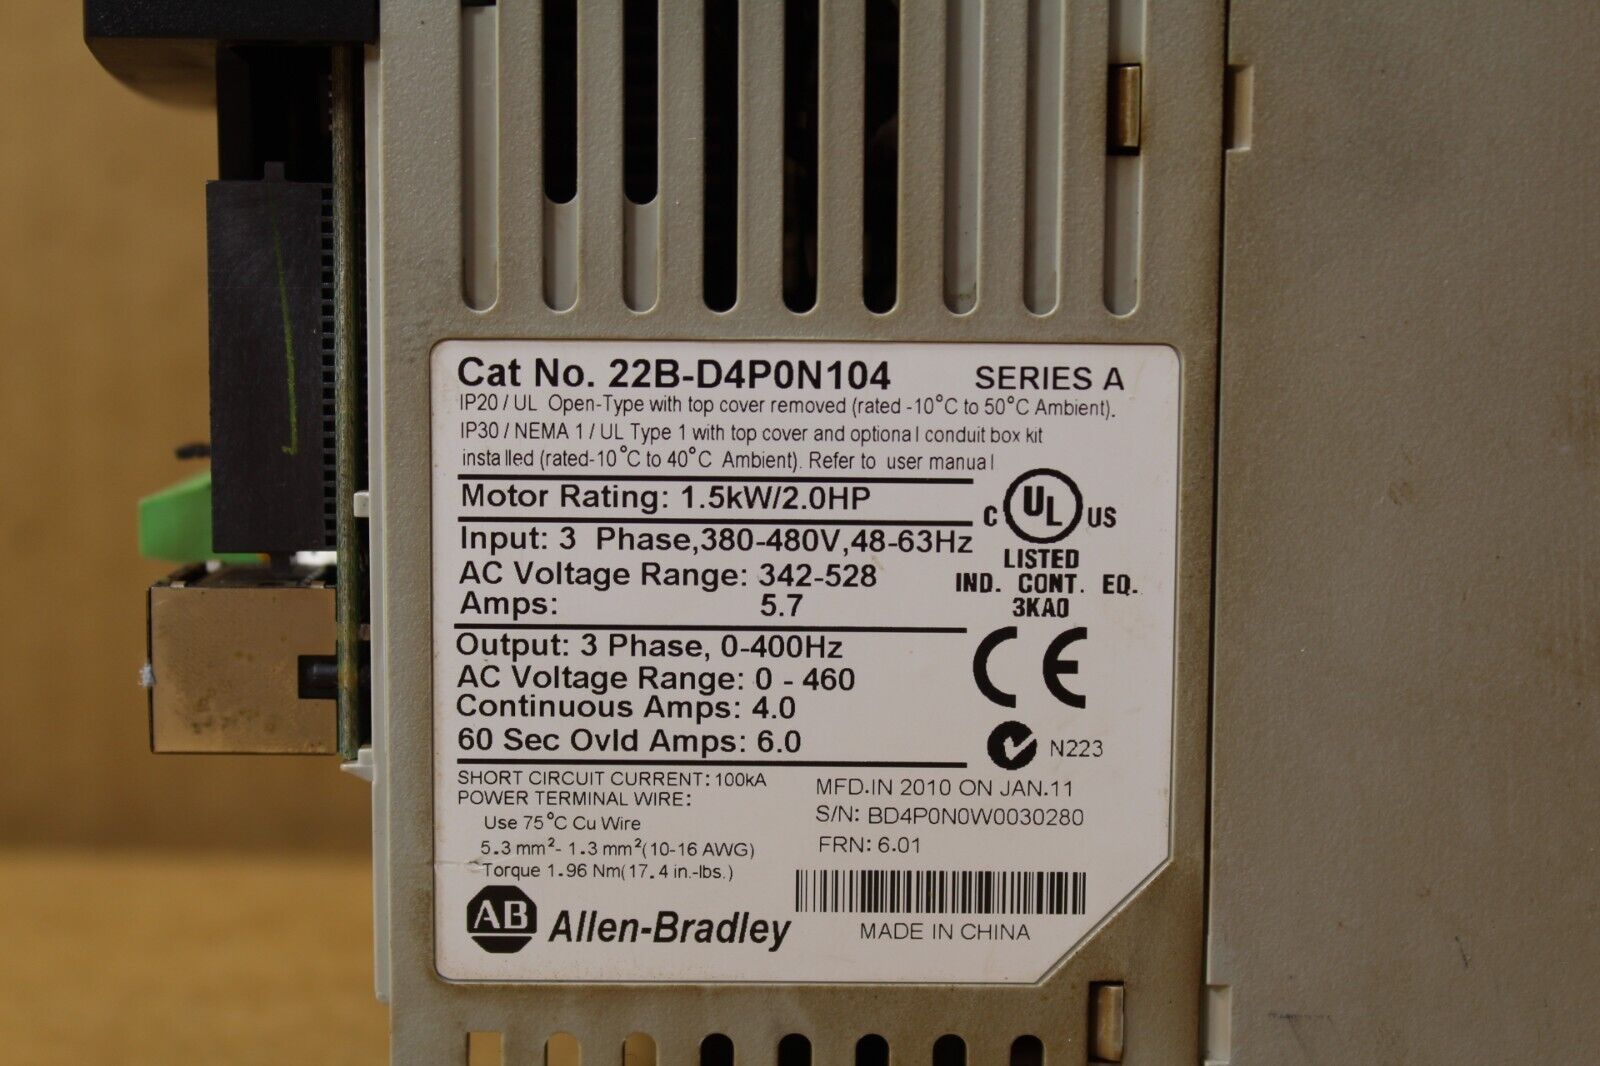 Cat No. 22B-D4P0N104 SERIES A
IP20 / UL Open-Type with top cover removed (rated -10°C to 50°C Ambient).
IP30 / NEMA 1 / UL Type 1 with top cover and optional conduit box kit
installed (rated-10°C to 40°C Ambient). Refer to user manual
Motor Rating: 1.5kW/2.0HP
Input: 3 Phase,380-480V,48-63Hz
AC Voltage Range: 342-528
Amps: 5.7
C UL US
LISTED
IND. CONT. EQ.
3KA0
Output: 3 Phase, 0-400Hz
AC Voltage Range: 0 - 460
Continuous Amps: 4.0
60 Sec Ovld Amps: 6.0
CE
N223
SHORT CIRCUIT CURRENT: 100kA
POWER TERMINAL WIRE:
Use 75°C Cu Wire
5.3 mm²- 1.3 mm²(10-16 AWG)
Torque 1.96 Nm(17.4 in.-lbs.)
MFD.IN 2010 ON JAN.11
S/N: BD4P0N0W0030280
FRN: 6.01
AB Allen-Bradley
MADE IN CHINA